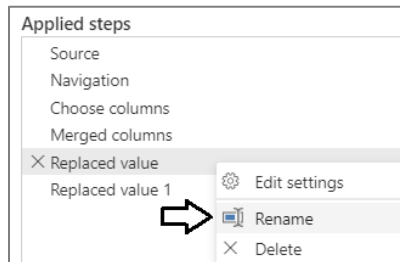 Applied steps
Source
Navigation
Choose columns
Merged columns
Replaced value
Edit settings
Replaced value 1
Rename
Delete